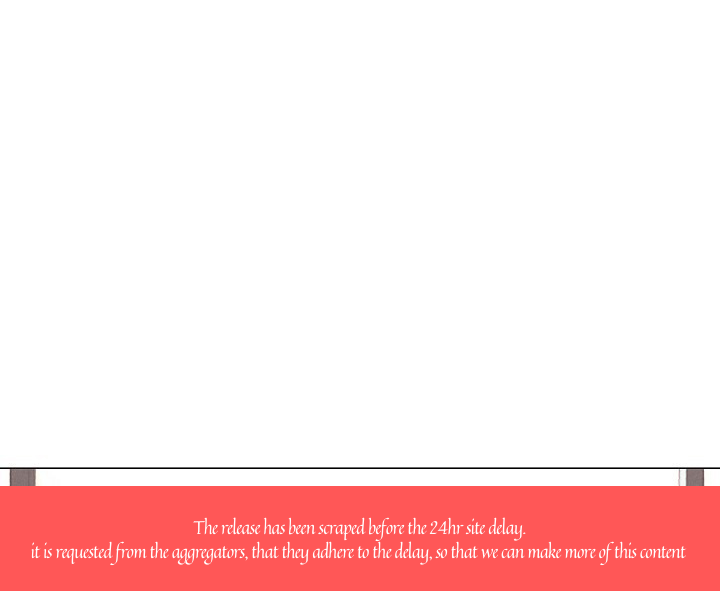 The release has been scraped before the 24hr site delay.
it is requested from the aggregators, that they adhere to the delay, so that we can make more of this content